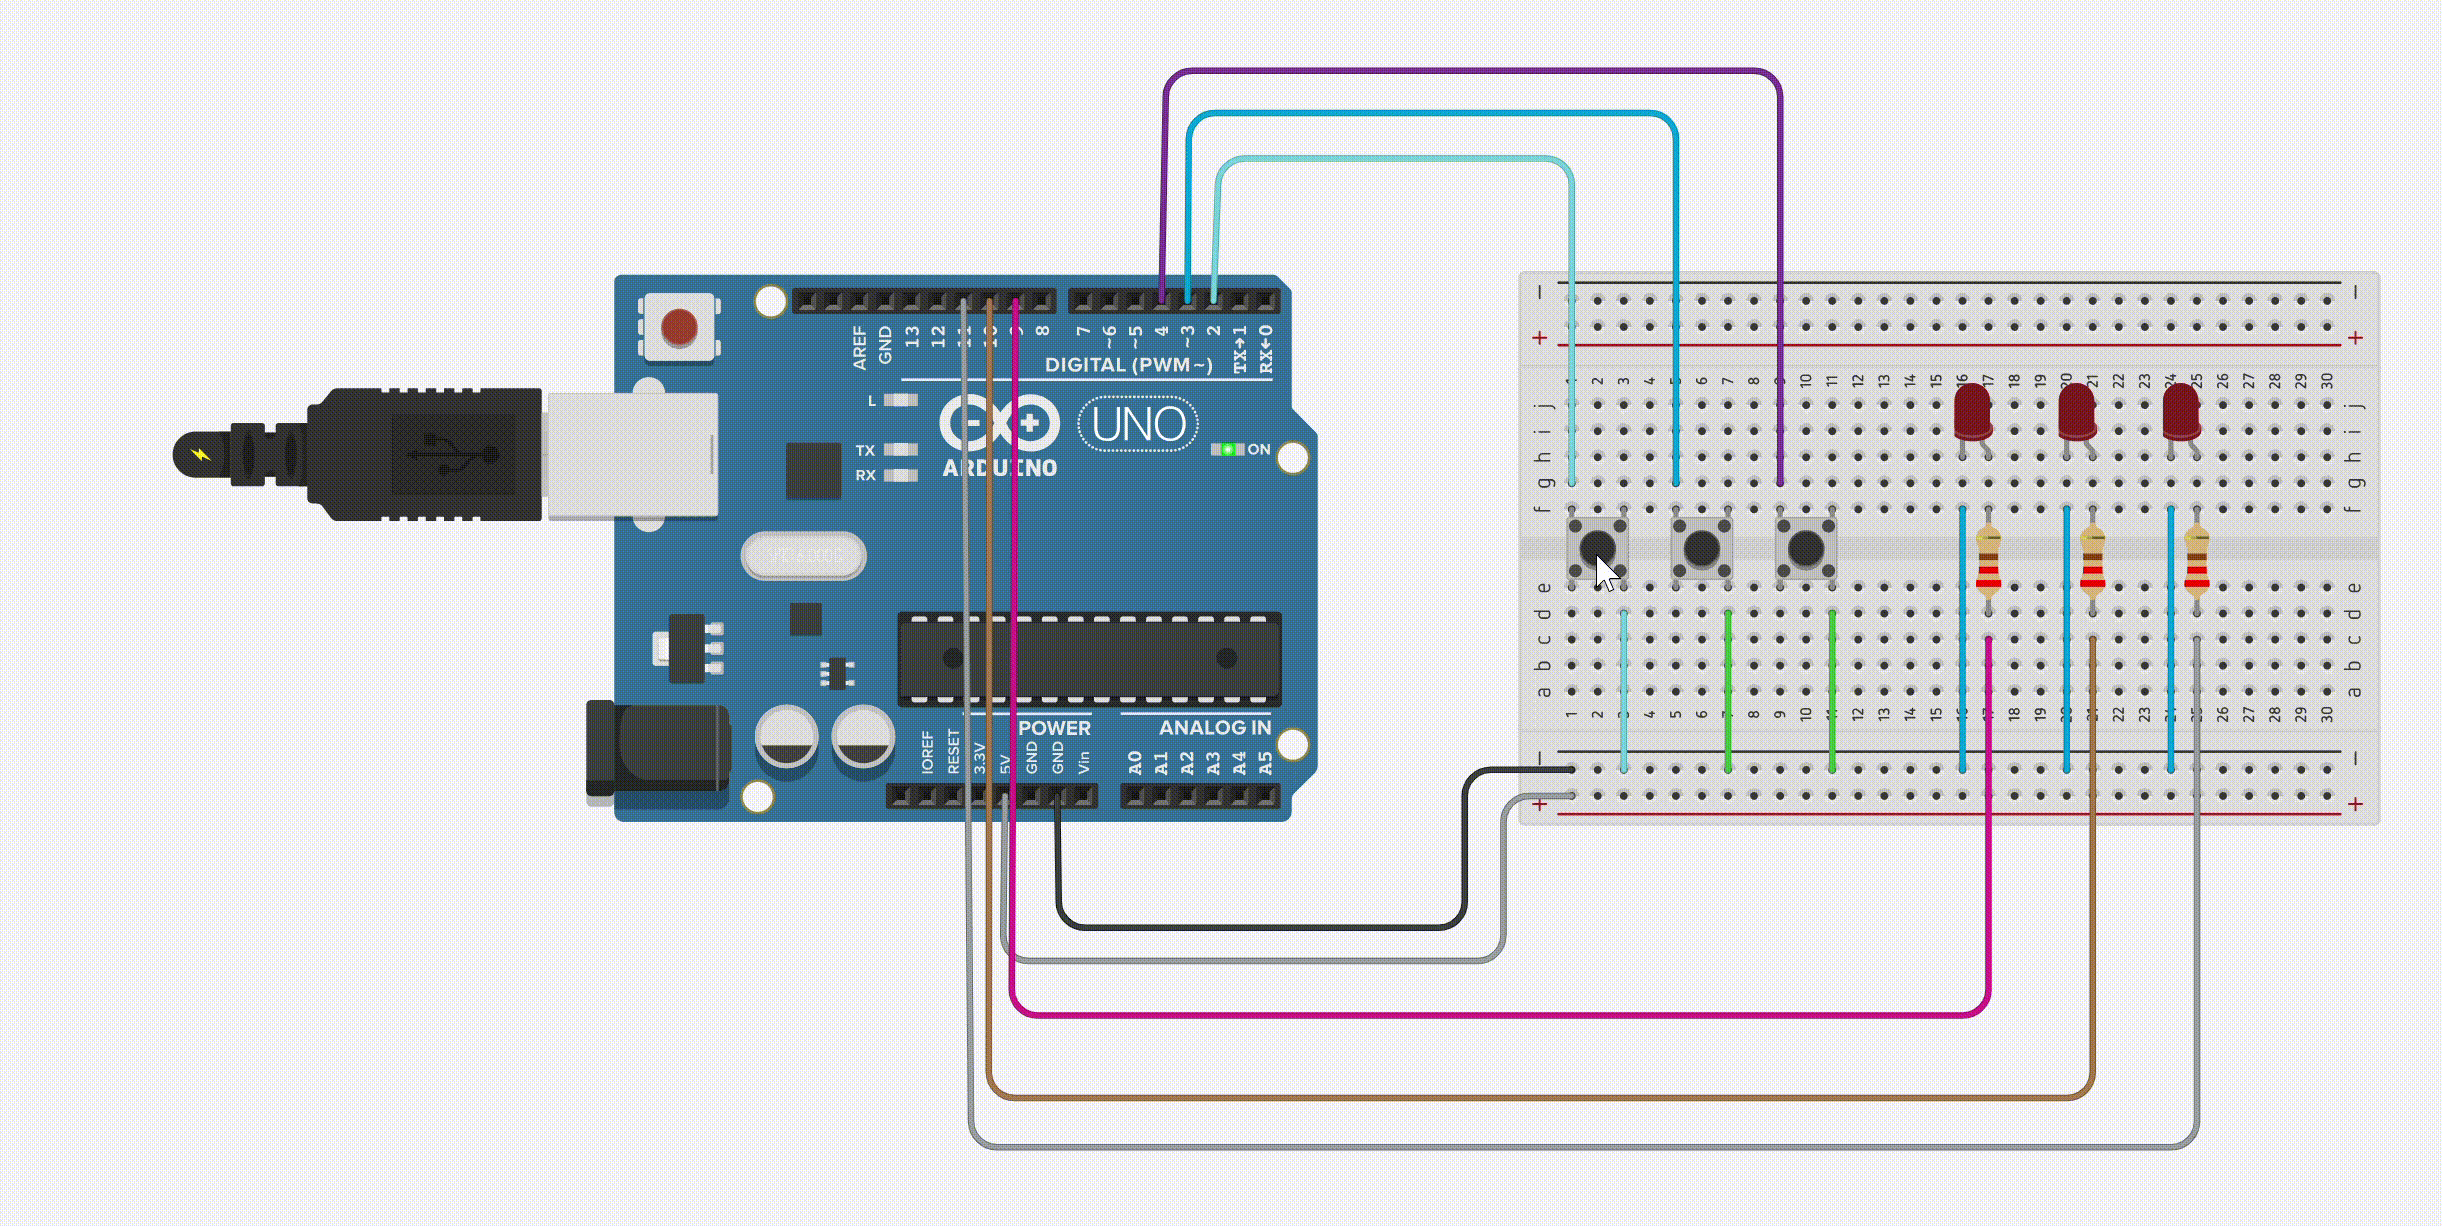 AREF
GND
13
12
11
10
9
8
7
~6
~5
4
~3
2
TX→1
RX←0
DIGITAL (PWM~)
L
TX
RX
ARDUINO
UNO
ON
POWER
ANALOG IN
IOREF
RESET
3.3V
5V
GND
GND
Vin
A0
A1
A2
A3
A4
A5
− −
+ +
1 2 3 4 5 6 7 8 9 10 11 12 13 14 15 16 17 18 19 20 21 22 23 24 25 26 27 28 29 30
j j
i i
h h
g g
f f
e e
d d
c c
b b
a a
1 2 3 4 5 6 7 8 9 10 11 12 13 14 15 16 17 18 19 20 21 22 23 24 25 26 27 28 29 30
− −
+ +